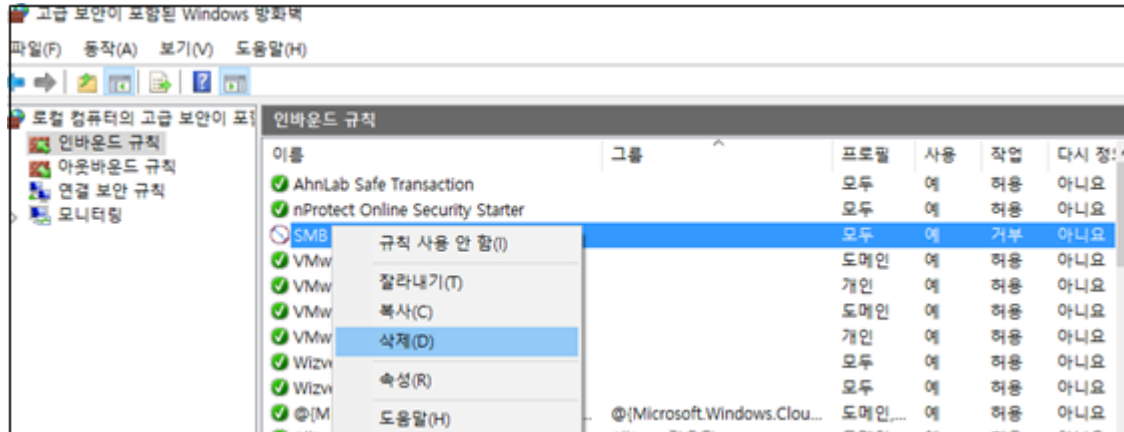 고급 보안이 포함된 Windows 방화벽
파일(F) 동작(A) 보기(V) 도움말(H)
로컬 컴퓨터의 고급 보안이
인바운드 규칙
아웃바운드 규칙
연결 보안 규칙
모니터링
인바운드 규칙
이름 그룹 프로필 사용 작업 다시
AhnLab Safe Transaction 모두 예 허용 아니요
nProtect Online Security Starter 모두 예 허용 아니요
SMB 모두 예 거부 아니요
VMw 도메인 예 허용 아니요
VMw 개인 예 허용 아니요
VMw 도메인 예 허용 아니요
VMw 개인 예 허용 아니요
Wizv 모두 예 허용 아니요
Wizv 모두 예 허용 아니요
@{M ... @{Microsoft.Windows.Clou... 도메인,... 예 허용 아니요
규칙 사용 안 함(I)
잘라내기(T)
복사(C)
삭제(D)
속성(R)
도움말(H)